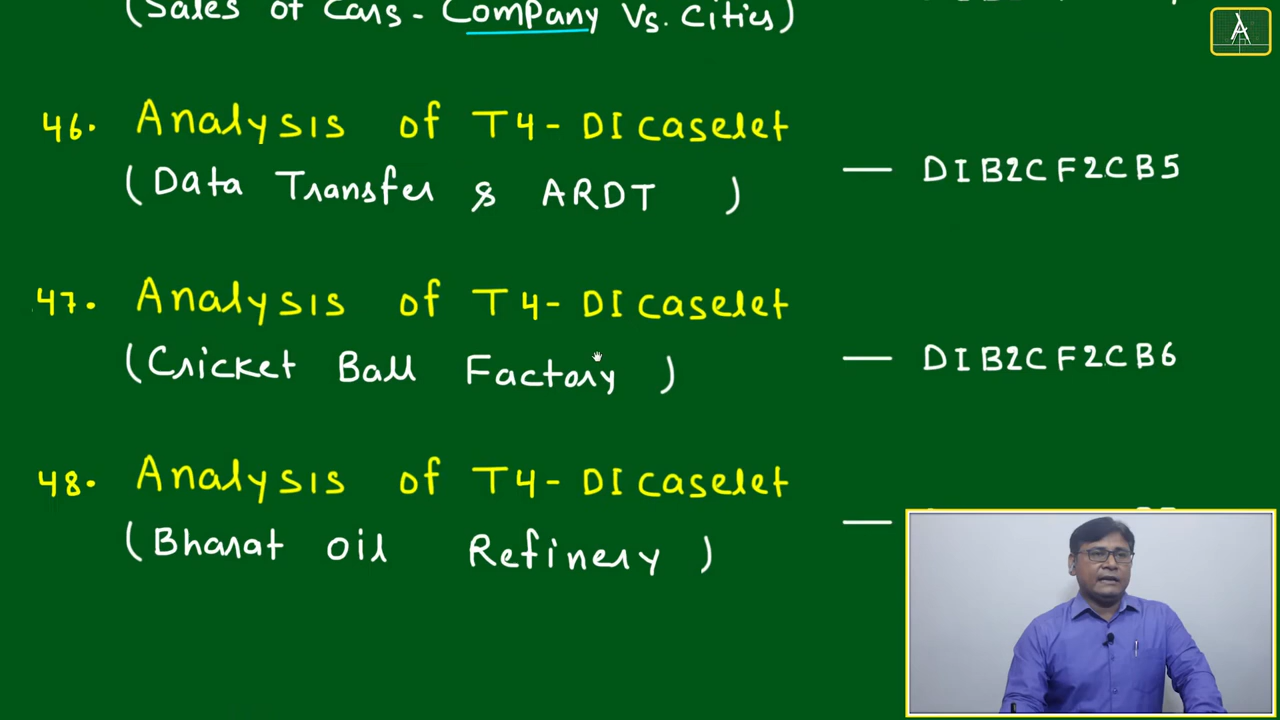 (Sales of Cars - Company Vs. Cities)
46. Analysis of T4 - DI caselet
(Data Transfer & ARDT ) — DIB2CF2CB5
47. Analysis of T4 - DI caselet
(Cricket Ball Factory ) — DIB2CF2CB6
48. Analysis of T4 - DI caselet
(Bharat Oil Refinery ) —
A